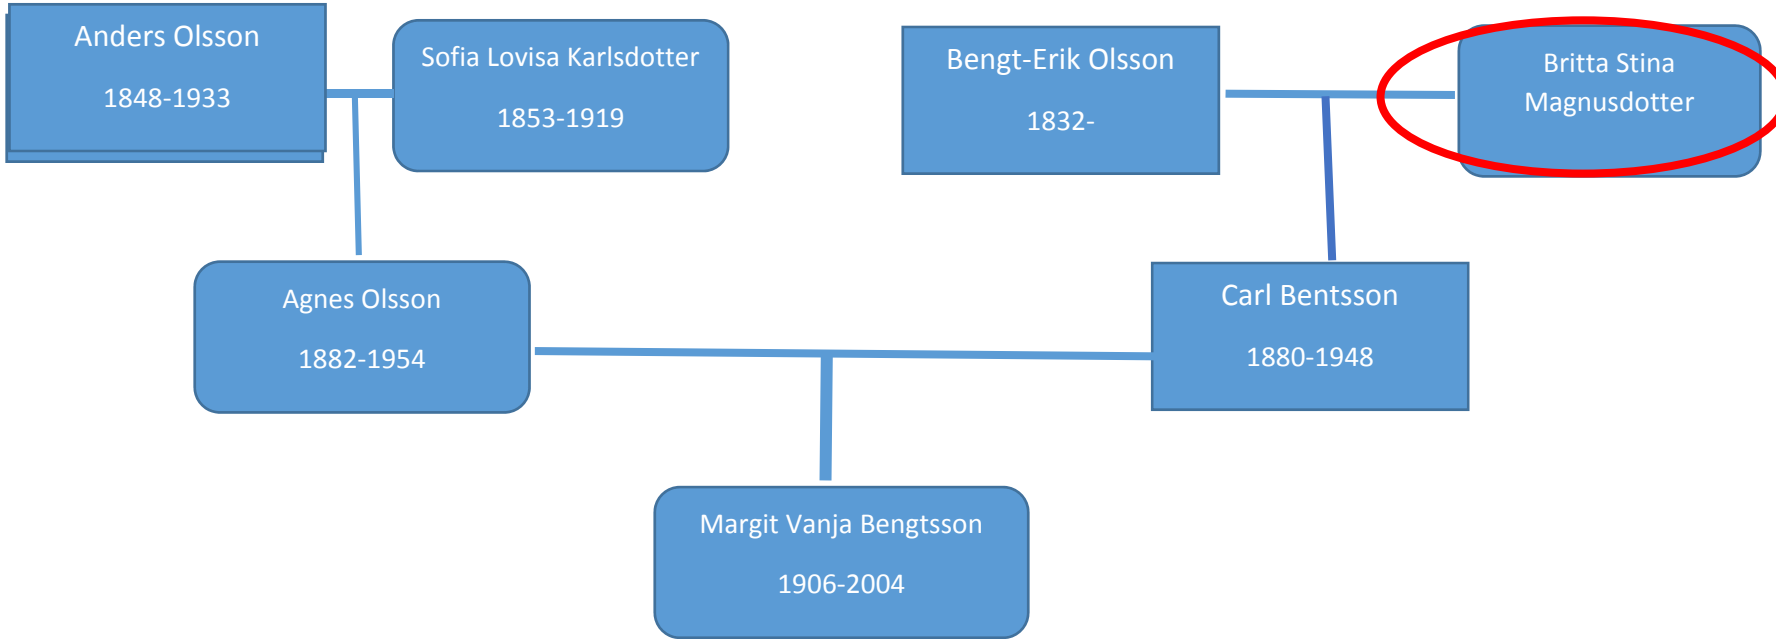 Anders Olsson
1848-1933
Sofia Lovisa Karlsdotter
1853-1919
Bengt-Erik Olsson
1832-
Britta Stina
Magnusdotter
Agnes Olsson
1882-1954
Carl Bentsson
1880-1948
Margit Vanja Bengtsson
1906-2004